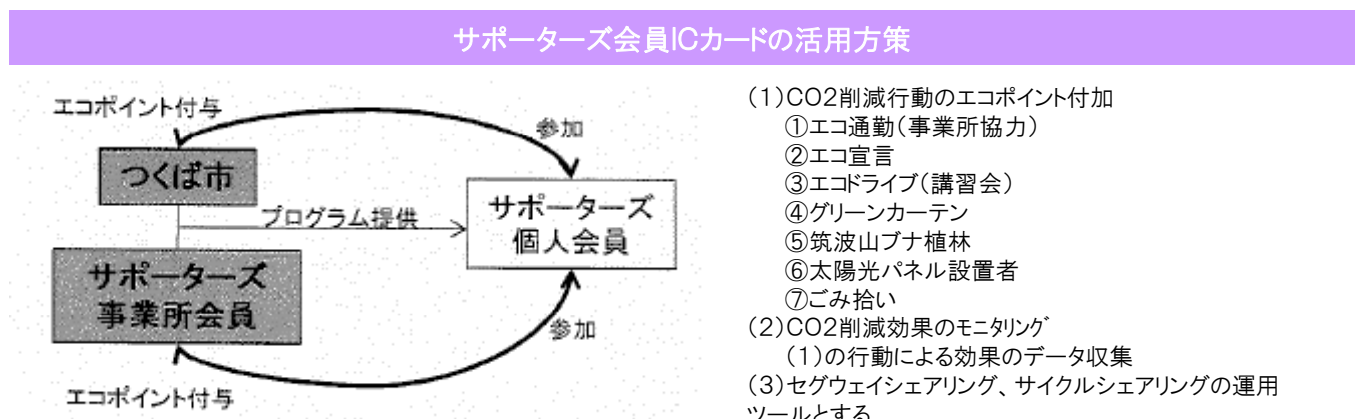 サポーターズ会員ICカードの活用方策
エコポイント付与
参加
つくば市
プログラム提供
サポーターズ
個人会員
サポーターズ
事業所会員
参加
エコポイント付与
(1)CO2削減行動のエコポイント付加
①エコ通勤(事業所協力)
②エコ宣言
③エコドライブ(講習会)
④グリーンカーテン
⑤筑波山ブナ植林
⑥太陽光パネル設置者
⑦ごみ拾い
(2)CO2削減効果のモニタリング
(1)の行動による効果のデータ収集
(3)セグウェイシェアリング、サイクルシェアリングの運用
ツールとする